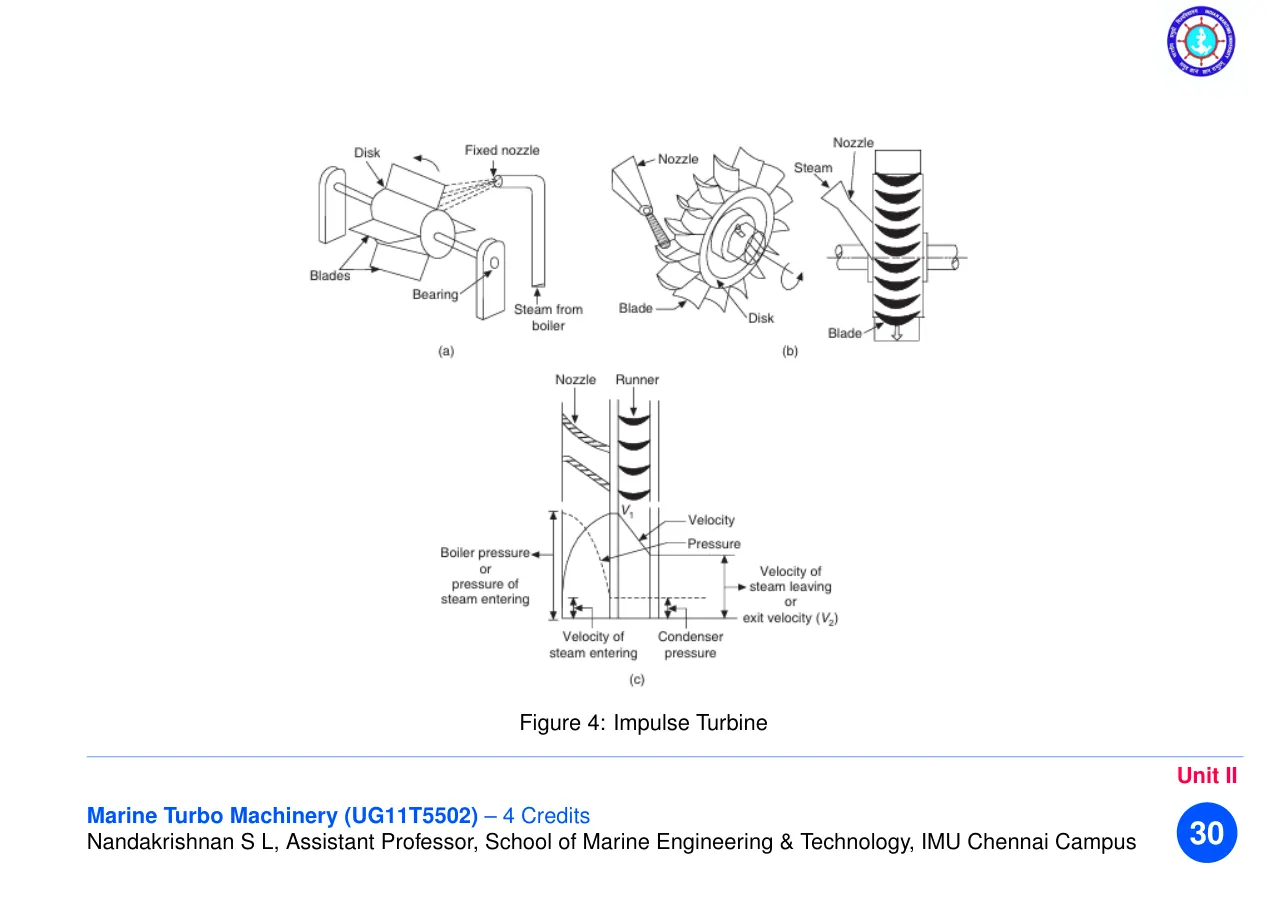 Disk
Fixed nozzle
Blades
Bearing
Steam from
boiler
(a)
Nozzle
Blade
Disk
Steam
Nozzle
Blade
(b)
Nozzle
Runner
V1
Velocity
Pressure
Boiler pressure
or
pressure of
steam entering
Velocity of
steam leaving
or
exit velocity (V2)
Velocity of
steam entering
Condenser
pressure
(c)
Figure 4: Impulse Turbine
Unit II
Marine Turbo Machinery (UG11T5502) – 4 Credits
Nandakrishnan S L, Assistant Professor, School of Marine Engineering & Technology, IMU Chennai Campus
30